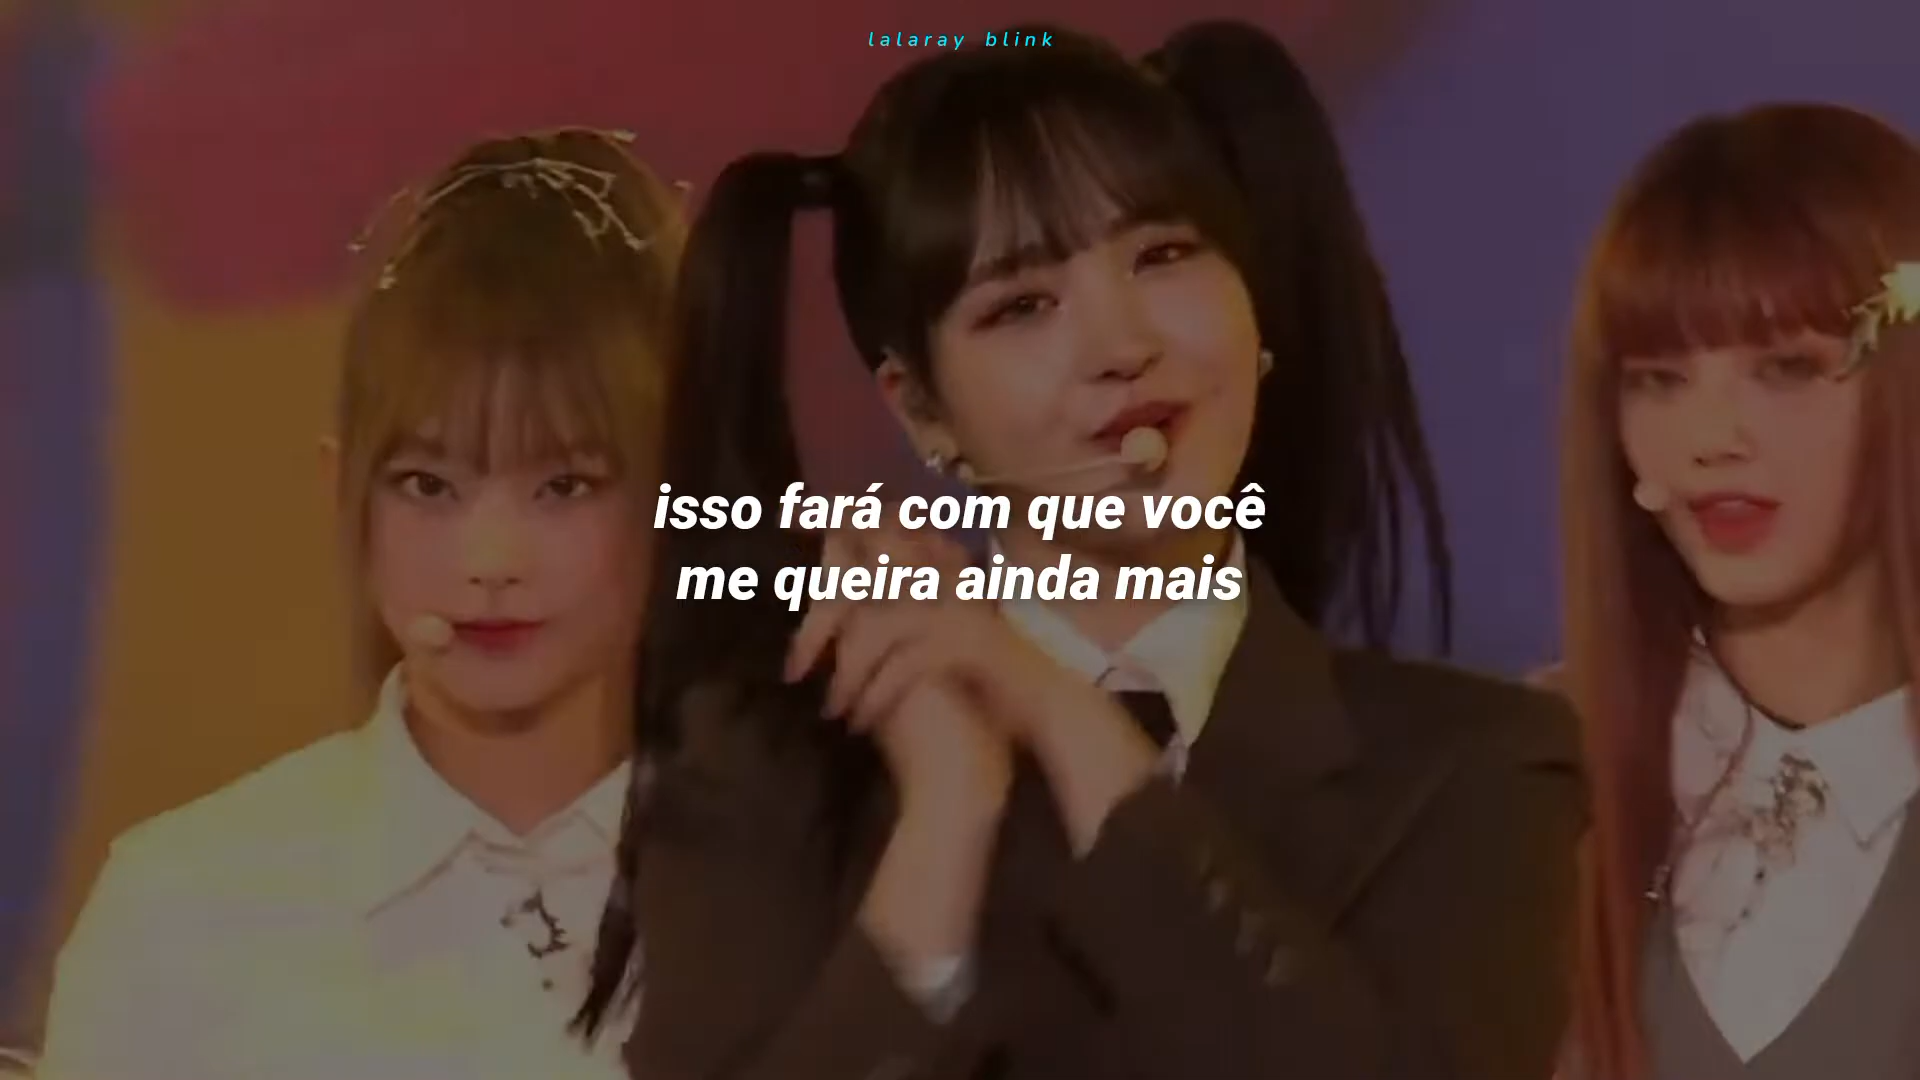 lalaray blink
isso fará com que você
me queira ainda mais